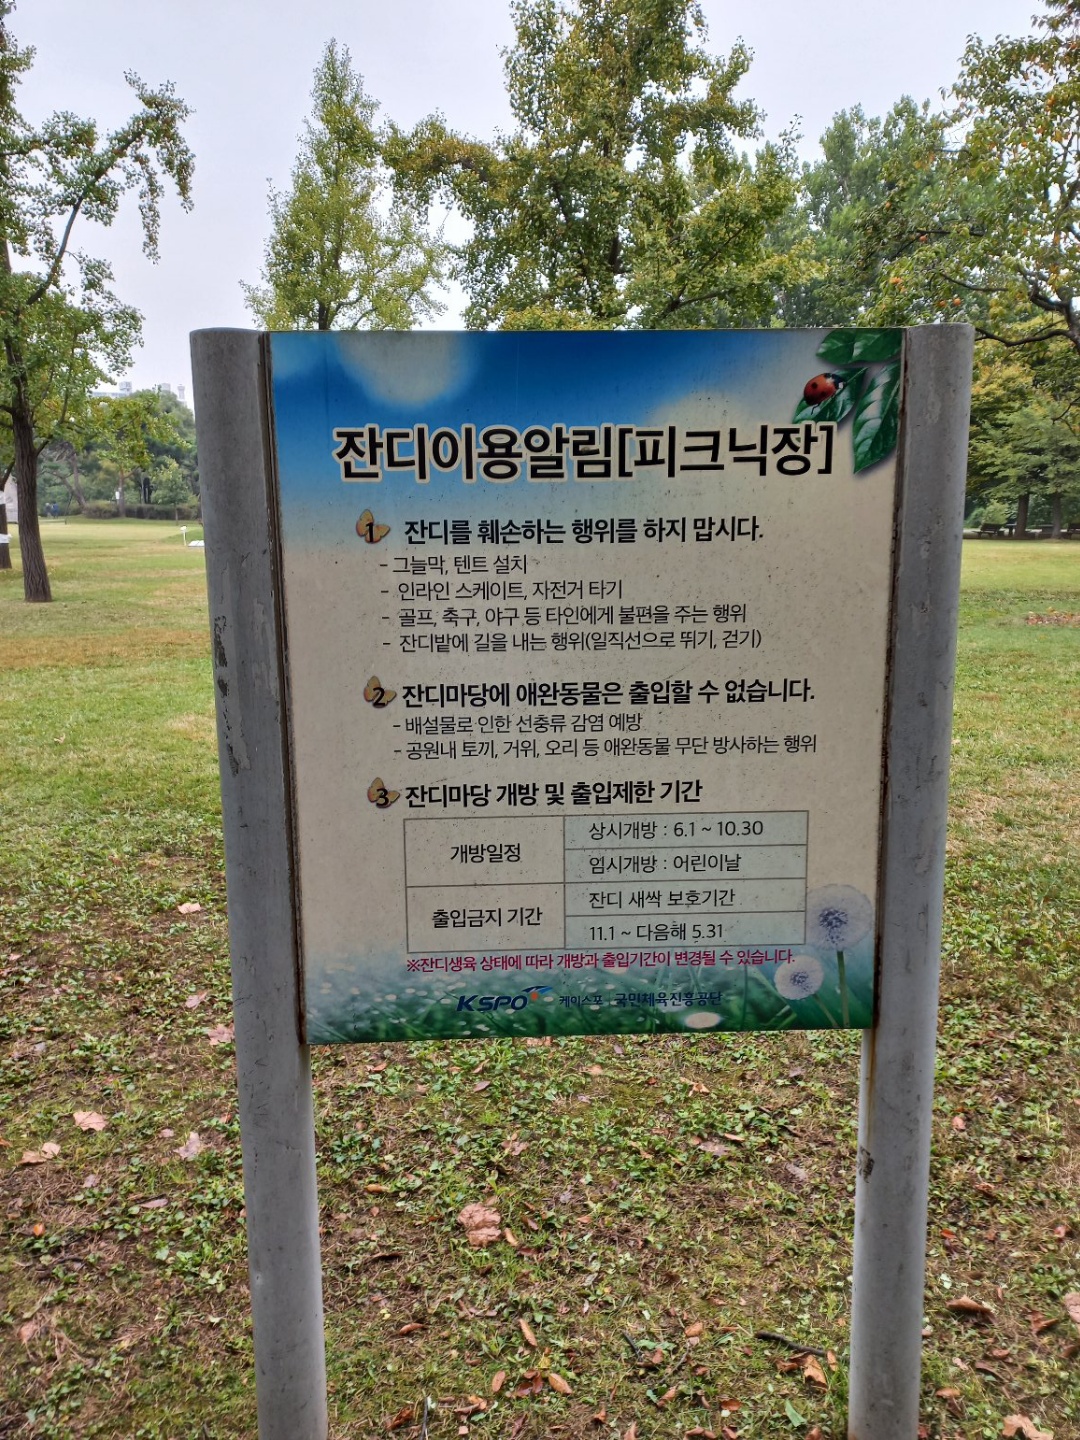 잔디이용알림[피크닉장]
1 잔디를 훼손하는 행위를 하지 맙시다.
- 그늘막, 텐트 설치
- 인라인 스케이트, 자전거 타기
- 골프, 축구, 야구 등 타인에게 불편을 주는 행위
- 잔디밭에 길을 내는 행위(일직선으로 뛰기, 걷기)
2 잔디마당에 애완동물은 출입할 수 없습니다.
- 배설물로 인한 선충류 감염 예방
- 공원내 토끼, 거위, 오리 등 애완동물 무단 방사하는 행위
3 잔디마당 개방 및 출입제한 기간
개방일정
상시개방 : 6.1 ~ 10.30
임시개방 : 어린이날
출입금지 기간
잔디 새싹 보호기간
11.1 ~ 다음해 5.31
※잔디생육 상태에 따라 개방과 출입기간이 변경될 수 있습니다.
KSPO 케이스포 국민체육진흥공단